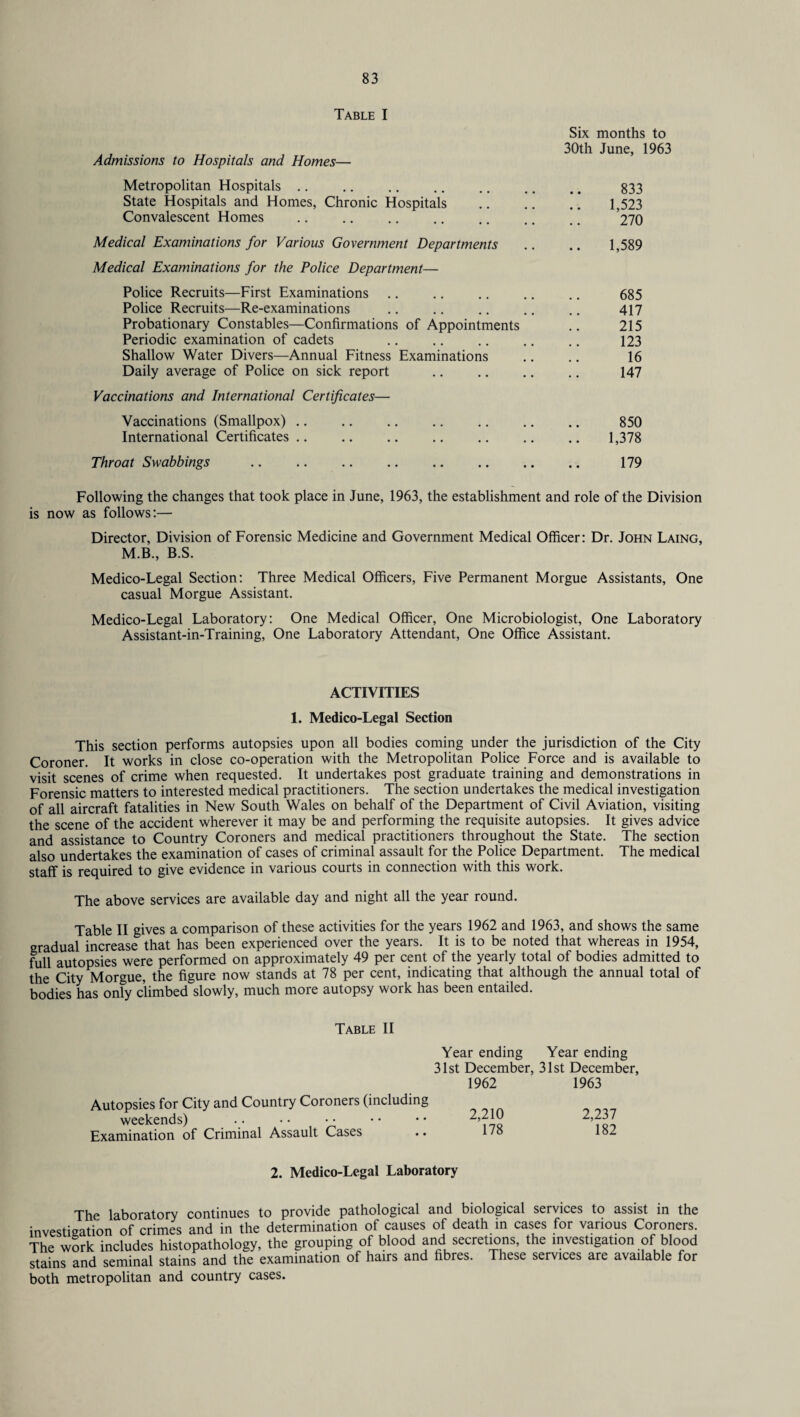 83
Table I
Six months to
30th June, 1963
Admissions to Hospitals and Homes—
Metropolitan Hospitals .. .. .. .. .. .. .. 833
State Hospitals and Homes, Chronic Hospitals .. .. .. 1,523
Convalescent Homes .. .. .. .. .. .. .. 270
Medical Examinations for Various Government Departments .. .. 1,589
Medical Examinations for the Police Department—
Police Recruits—First Examinations .. .. .. .. .. 685
Police Recruits—Re-examinations .. .. .. .. .. 417
Probationary Constables—Confirmations of Appointments .. 215
Periodic examination of cadets .. .. .. .. .. 123
Shallow Water Divers—Annual Fitness Examinations .. .. 16
Daily average of Police on sick report .. .. .. .. 147
Vaccinations and International Certificates—
Vaccinations (Smallpox) .. .. .. .. .. .. .. 850
International Certificates .. .. .. .. .. .. .. 1,378
Throat Swabbings .. .. .. .. .. .. .. .. 179
Following the changes that took place in June, 1963, the establishment and role of the Division
is now as follows:—
Director, Division of Forensic Medicine and Government Medical Officer: Dr. John Laing,
M.B., B.S.
Medico-Legal Section: Three Medical Officers, Five Permanent Morgue Assistants, One
casual Morgue Assistant.
Medico-Legal Laboratory: One Medical Officer, One Microbiologist, One Laboratory
Assistant-in-Training, One Laboratory Attendant, One Office Assistant.
ACTIVITIES
1. Medico-Legal Section
This section performs autopsies upon all bodies coming under the jurisdiction of the City
Coroner. It works in close co-operation with the Metropolitan Police Force and is available to
visit scenes of crime when requested. It undertakes post graduate training and demonstrations in
Forensic matters to interested medical practitioners. The section undertakes the medical investigation
of all aircraft fatalities in New South Wales on behalf of the Department of Civil Aviation, visiting
the scene of the accident wherever it may be and performing the requisite autopsies. It gives advice
and assistance to Country Coroners and medical practitioners throughout the State. The section
also undertakes the examination of cases of criminal assault for the Police Department. The medical
staff is required to give evidence in various courts in connection with this work.
The above services are available day and night all the year round.
Table II gives a comparison of these activities for the years 1962 and 1963, and shows the same
gradual increase that has been experienced over the years. It is to be noted that whereas in 1954,
full autopsies were performed on approximately 49 per cent of the yearly total of bodies admitted to
the City Morgue, the figure now stands at 78 per cent, indicating that although the annual total of
bodies has only climbed slowly, much more autopsy work has been entailed.
Table II
Year ending Year ending
31st December, 31st December,
1962 1963
Autopsies for City and Country Coroners (including
weekends) .. .. .. .. .. 2,210 2,237
Examination of Criminal Assault Cases .. 178 182
2. Medico-Legal Laboratory
The laboratory continues to provide pathological and biological services to assist in the
investigation of crimes and in the determination of causes of death in cases for various Coroners.
The work includes histopathology, the grouping of blood and secretions, the investigation of blood
stains and seminal stains and the examination of hairs and fibres. These services are available for
both metropolitan and country cases.